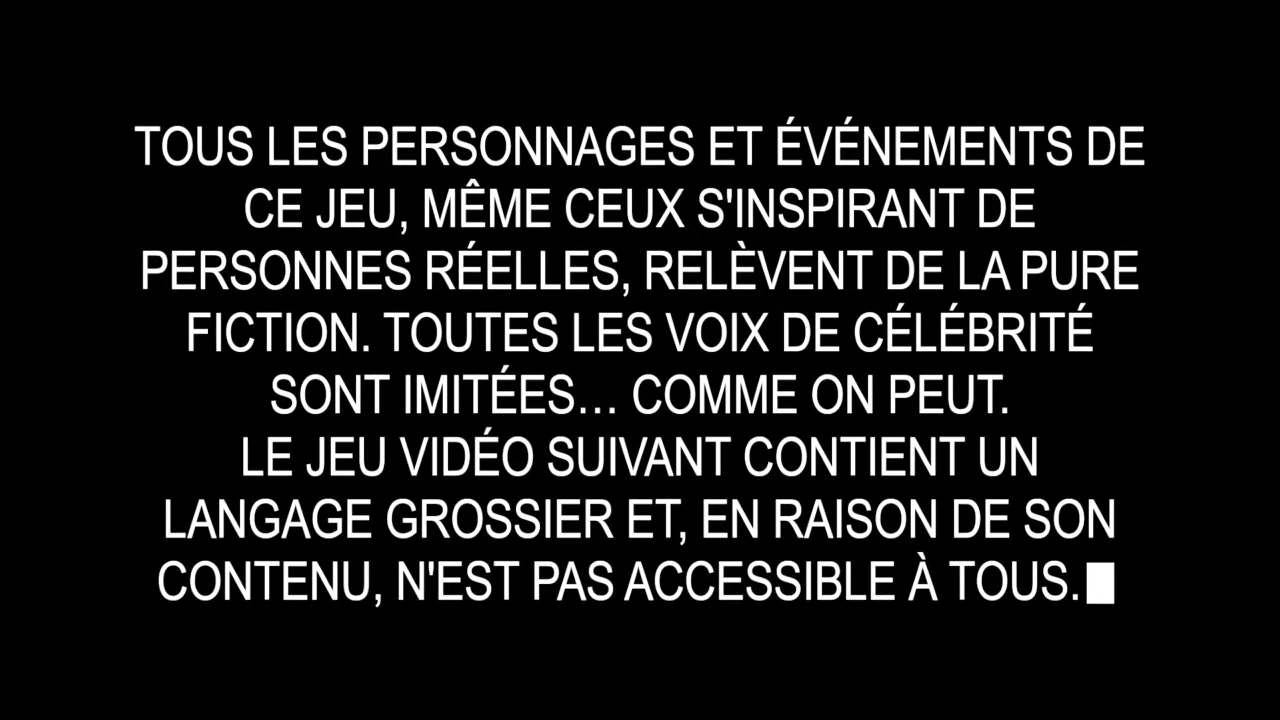 TOUS LES PERSONNAGES ET ÉVÉNEMENTS DE
CE JEU, MÊME CEUX S'INSPIRANT DE
PERSONNES RÉELLES, RELÈVENT DE LA PURE
FICTION. TOUTES LES VOIX DE CÉLÉBRITÉ
SONT IMITÉES... COMME ON PEUT.
LE JEU VIDÉO SUIVANT CONTIENT UN
LANGAGE GROSSIER ET, EN RAISON DE SON
CONTENU, N'EST PAS ACCESSIBLE À TOUS.